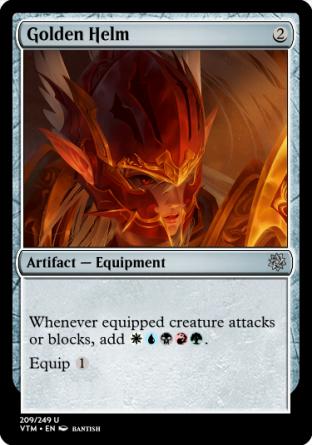 Golden Helm 2
Artifact — Equipment
Whenever equipped creature attacks
or blocks, add .
Equip 1
209/249 U
VTM • EN BANTISH